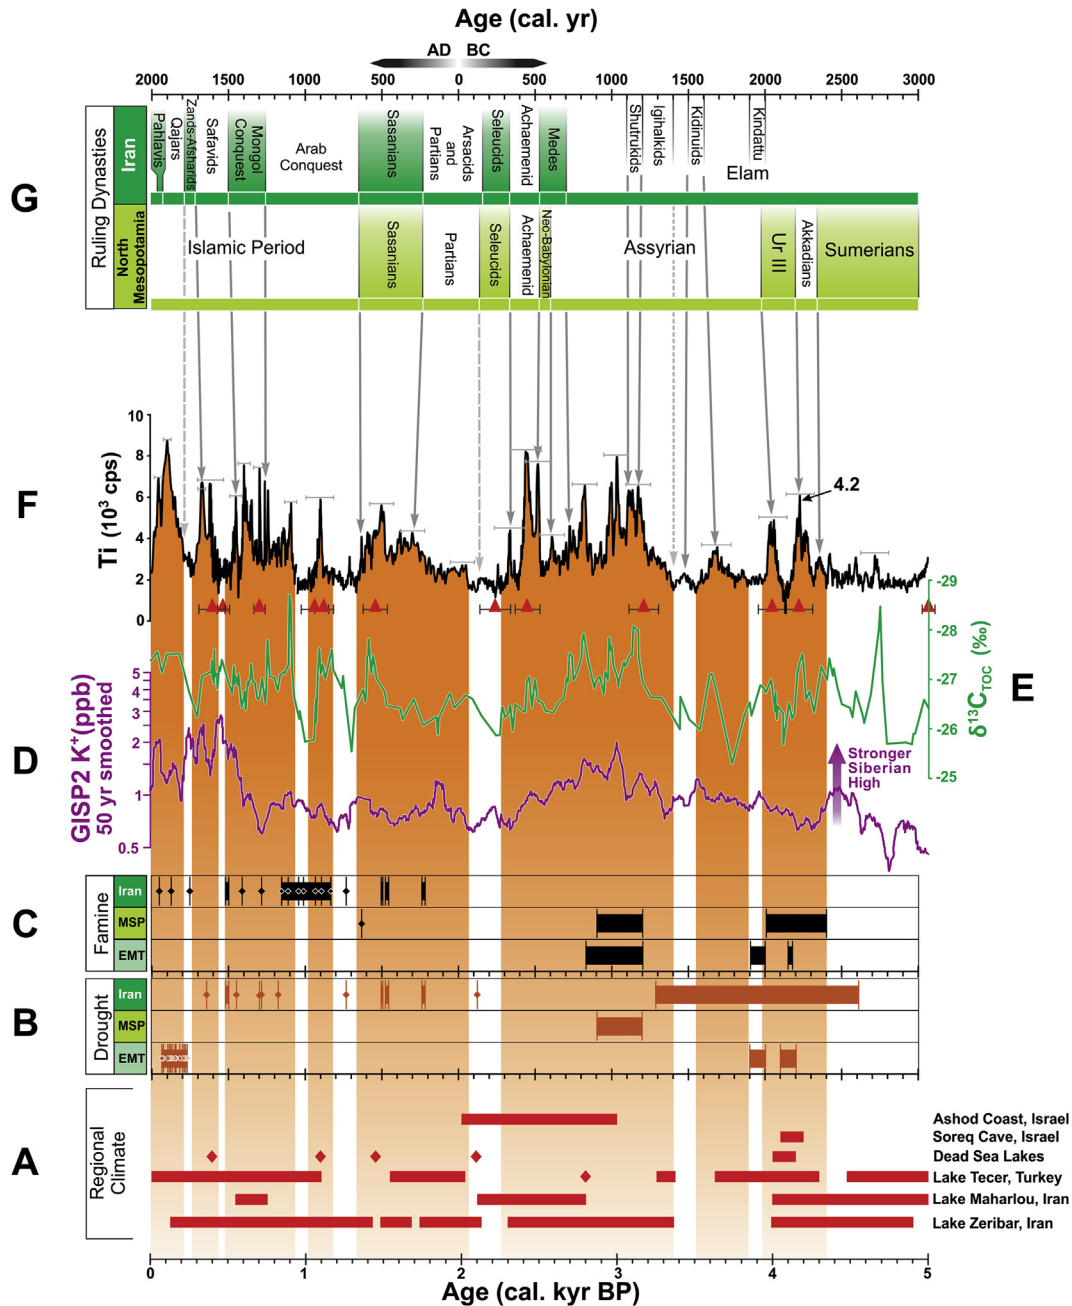 Age (cal. yr)
AD BC
500 0 500
2000 1500 1000 500 0 500 1000 1500 2000 3000
G
Ruling Dynasties
Iran
Pahlavis
Qajars
Zands-Afsharids
Safavids
Mongol
Conquest
Arab
Conquest
Sasanians
Arsacids
and
Partians
Seleucids
Achaemenid
Medes
Shutrukids
Igihalkids
Kidinuids
Kindattu
Elam
North
Mesopotamia
Islamic Period
Sasanians
Partians
Seleucids
Achaemenid
Neo-Babylonian
Assyrian
Ur III
Akkadians
Sumerians
F
Ti (10³ cps)
10
8
6
4
2
0
4.2
E
δ¹³CTOC (‰)
-29
-28
-27
-26
-25
D
GISP2 K⁺(ppb)
50 yr smoothed
5
4
3
2
1
0.5
Stronger
Siberian
High
C
Famine
Iran
MSP
EMT
B
Drought
Iran
MSP
EMT
A
Regional
Climate
Ashod Coast, Israel
Soreq Cave, Israel
Dead Sea Lakes
Lake Tecer, Turkey
Lake Maharlou, Iran
Lake Zeribar, Iran
0 1 2 3 4 5
Age (cal. kyr BP)